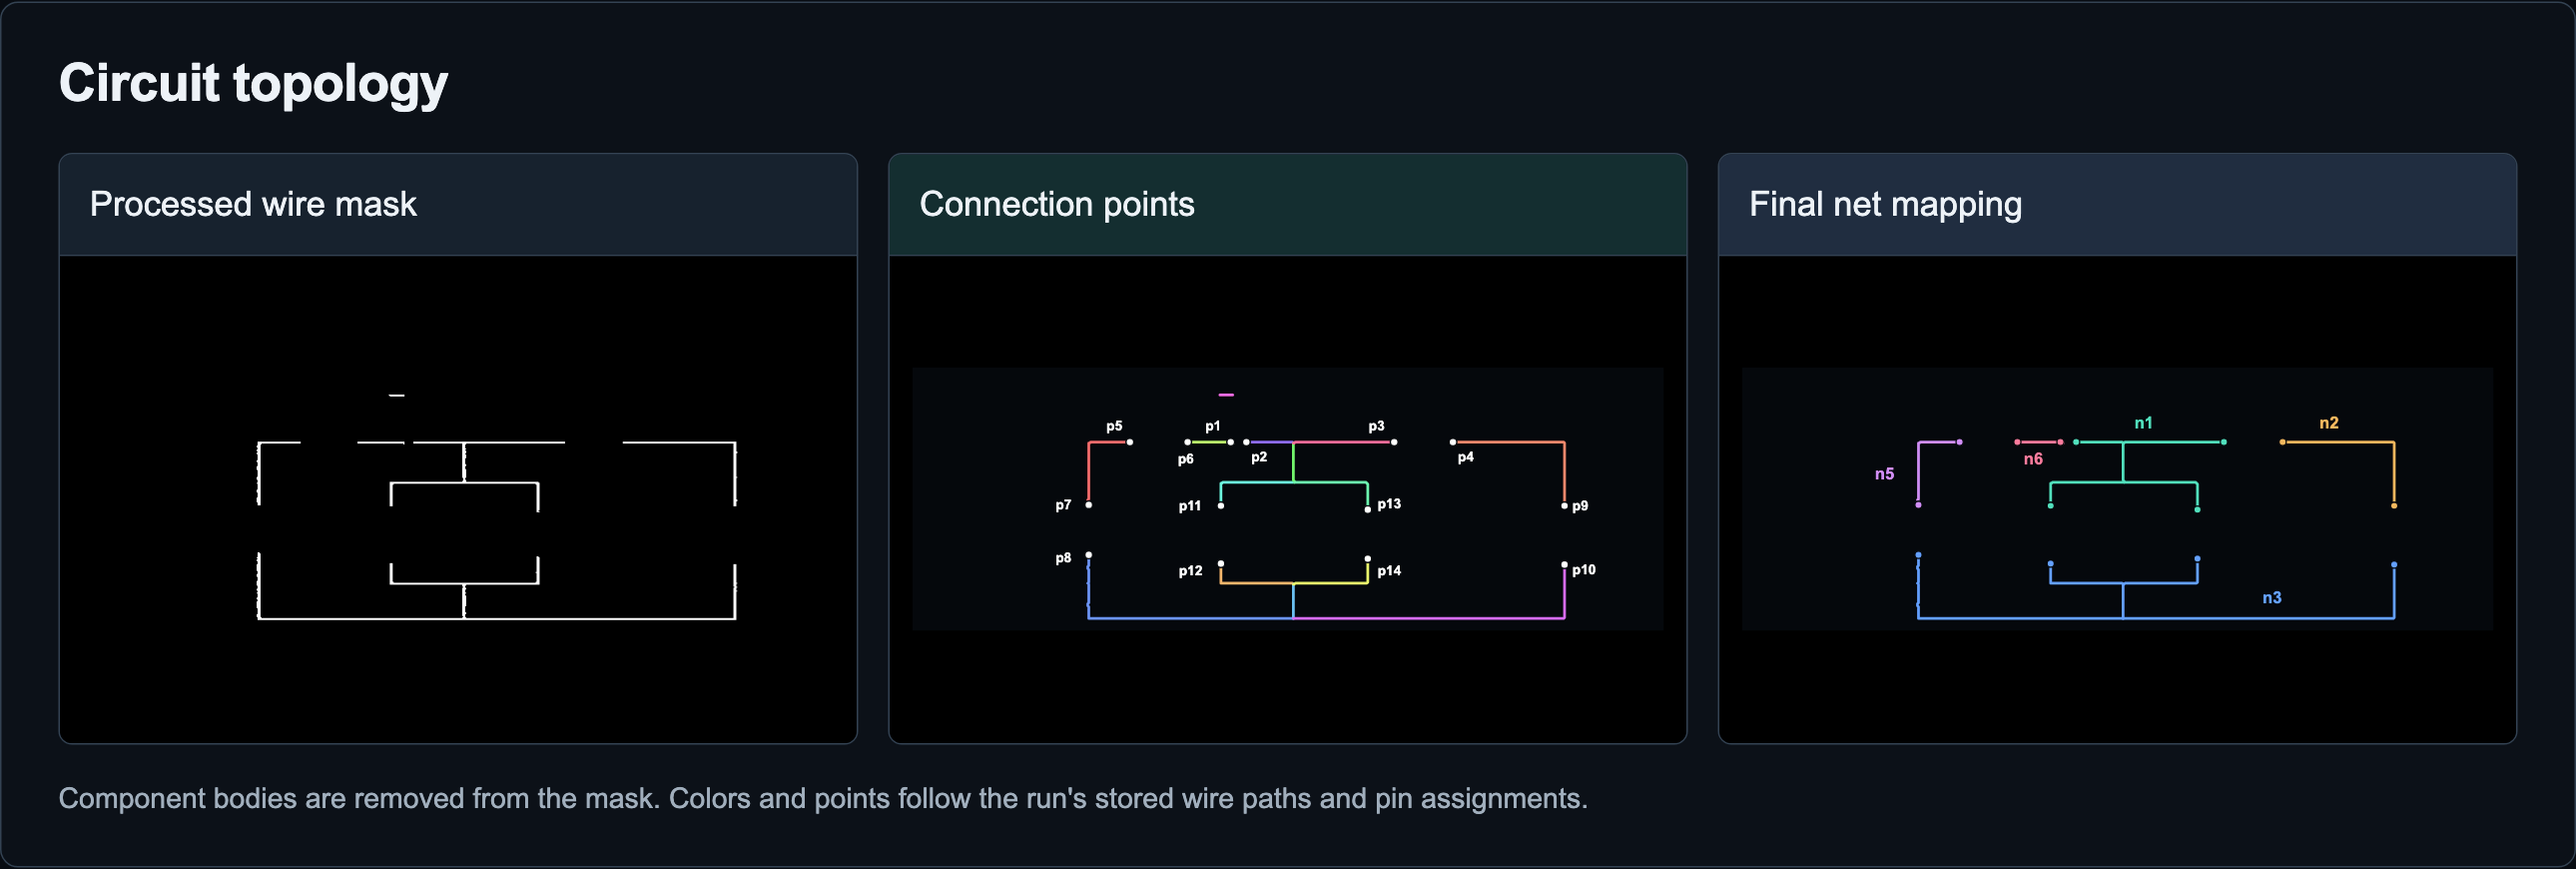 Circuit topology
Processed wire mask
Connection points
Final net mapping
p5
p1
p3
p6
p2
p4
p7
p11
p13
p9
p8
p12
p14
p10
n1
n2
n6
n5
n3
Component bodies are removed from the mask. Colors and points follow the run's stored wire paths and pin assignments.